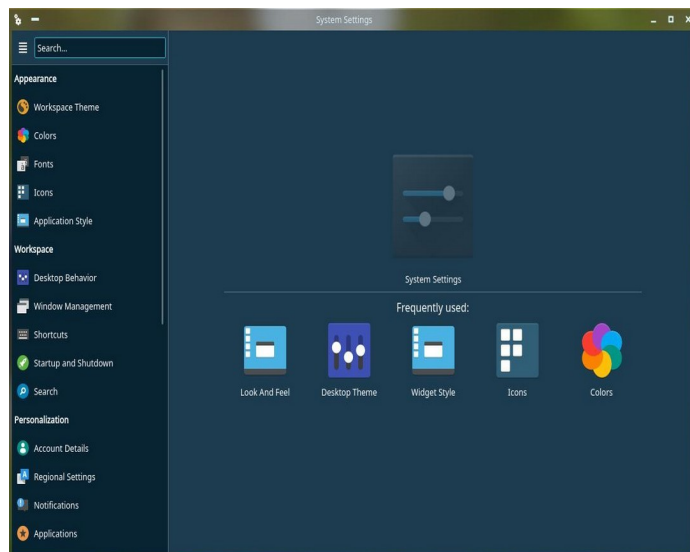 System Settings
Search...
Appearance
Workspace Theme
Colors
Fonts
Icons
Application Style
Workspace
Desktop Behavior
Window Management
Shortcuts
Startup and Shutdown
Search
Personalization
Account Details
Regional Settings
Notifications
Applications
System Settings
Frequently used:
Look And Feel
Desktop Theme
Widget Style
Icons
Colors